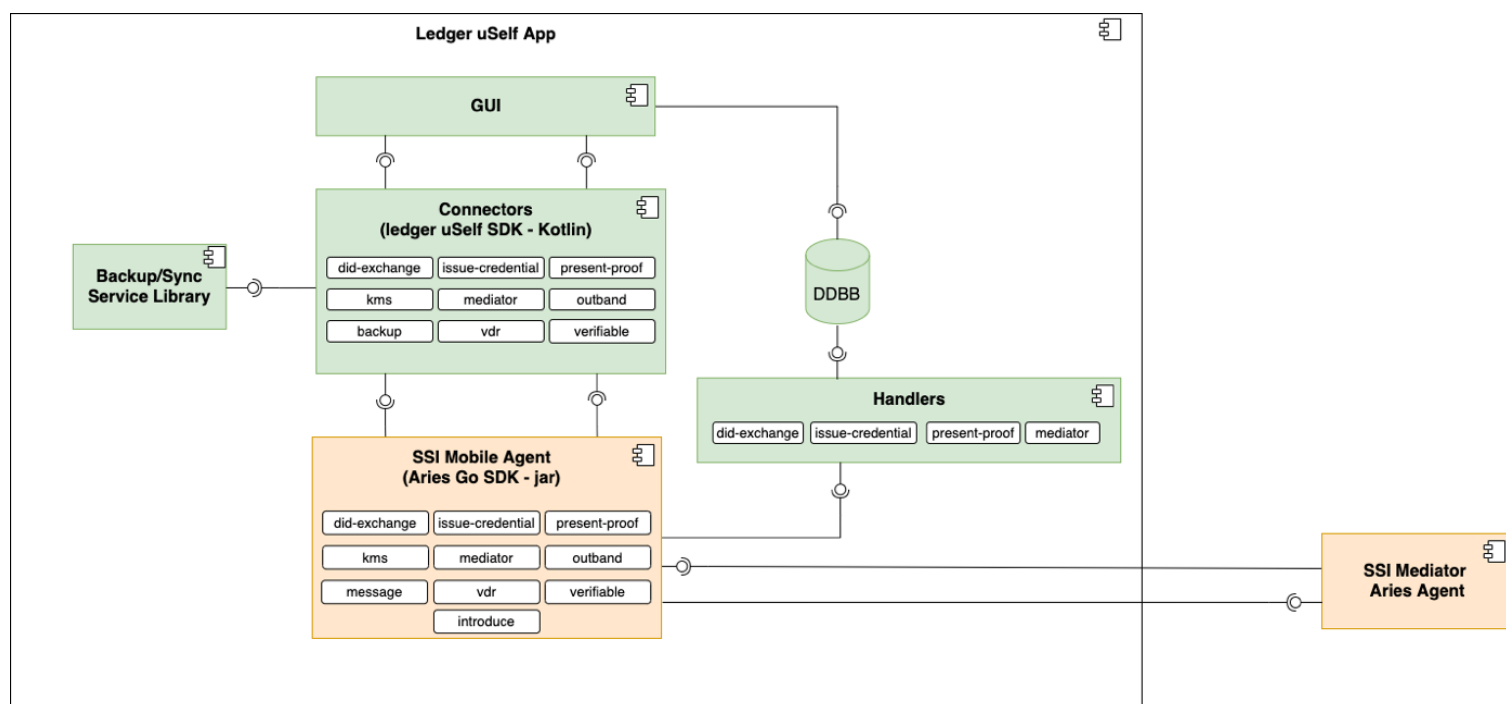 Ledger uSelf App
GUI
Connectors
(ledger uSelf SDK - Kotlin)
did-exchange issue-credential present-proof
kms mediator outband
backup vdr verifiable
Backup/Sync
Service Library
DDBB
Handlers
did-exchange issue-credential present-proof mediator
SSI Mobile Agent
(Aries Go SDK - jar)
did-exchange issue-credential present-proof
kms mediator outband
message vdr verifiable
introduce
SSI Mediator
Aries Agent